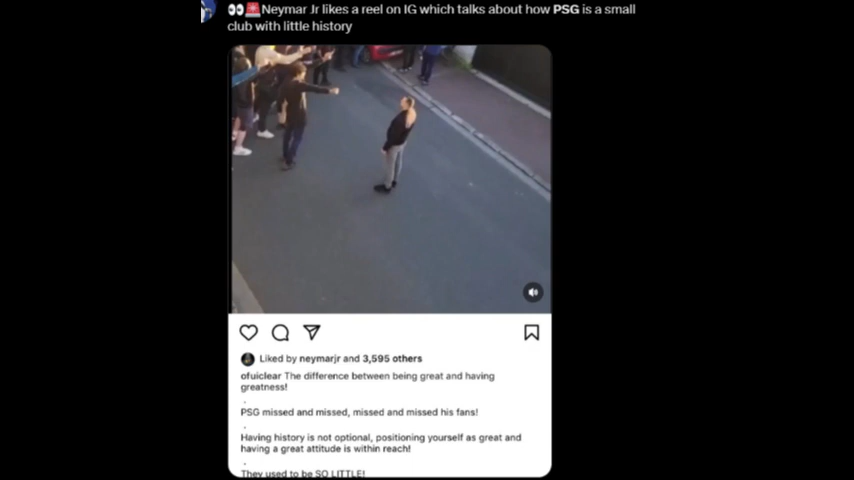 👀🚨Neymar Jr likes a reel on IG which talks about how PSG is a small
club with little history
Liked by neymarjr and 3,595 others
ofuiclear The difference between being great and having
greatness!
.
PSG missed and missed, missed and missed his fans!
.
Having history is not optional, positioning yourself as great and
having a great attitude is within reach!
.
They used to be SO LITTLE!